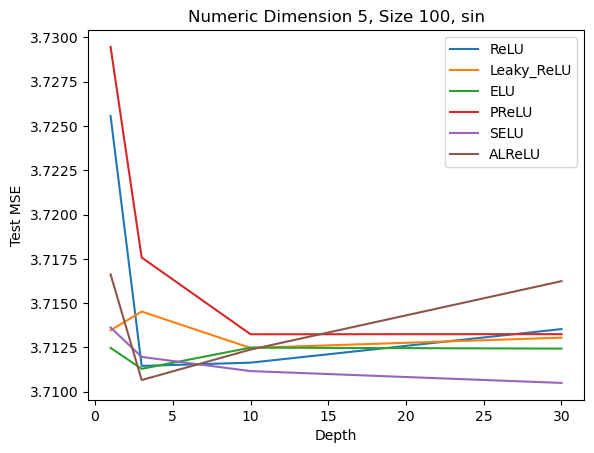 Numeric Dimension 5, Size 100, sin
3.7300
3.7275
3.7250
3.7225
3.7200
3.7175
3.7150
3.7125
3.7100
Test MSE
ReLU
Leaky_ReLU
ELU
PReLU
SELU
ALReLU
0 5 10 15 20 25 30
Depth